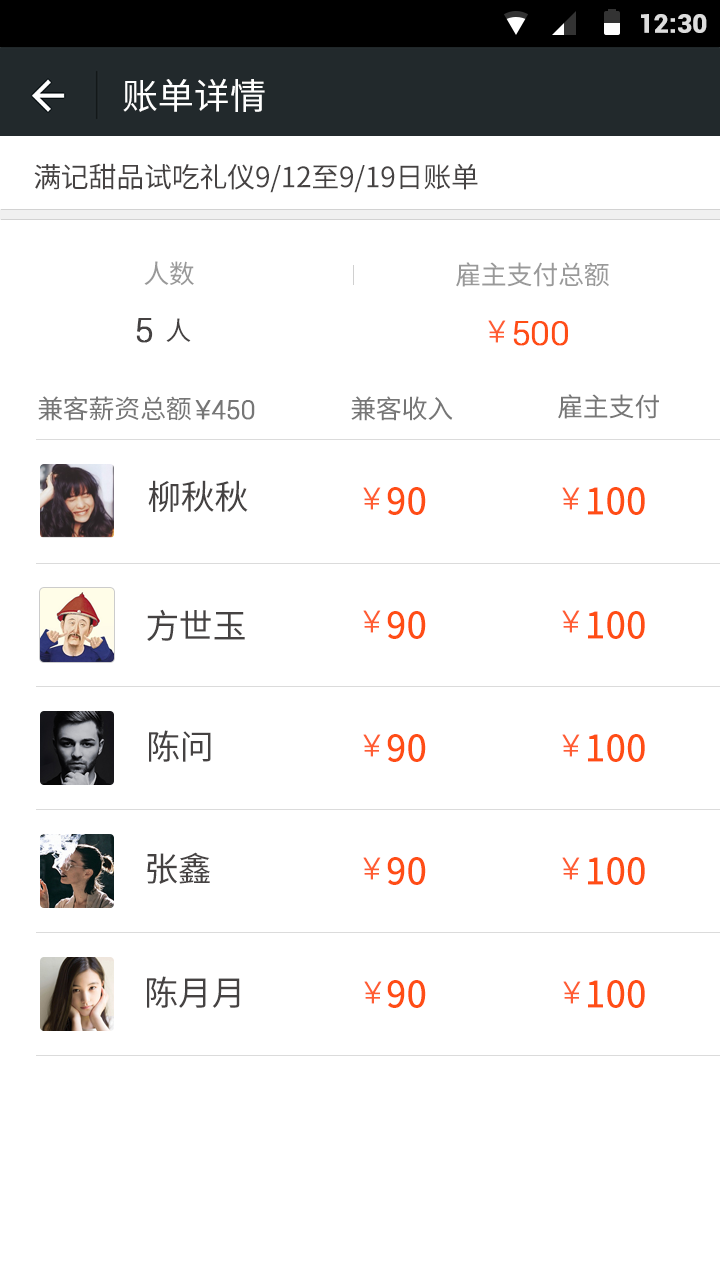 12:30
账单详情
满记甜品试吃礼仪9/12至9/19日账单
人数 雇主支付总额
5 人 ￥500
兼客薪资总额¥450 兼客收入 雇主支付
柳秋秋 ￥90 ￥100
方世玉 ￥90 ￥100
陈问 ￥90 ￥100
张鑫 ￥90 ￥100
陈月月 ￥90 ￥100